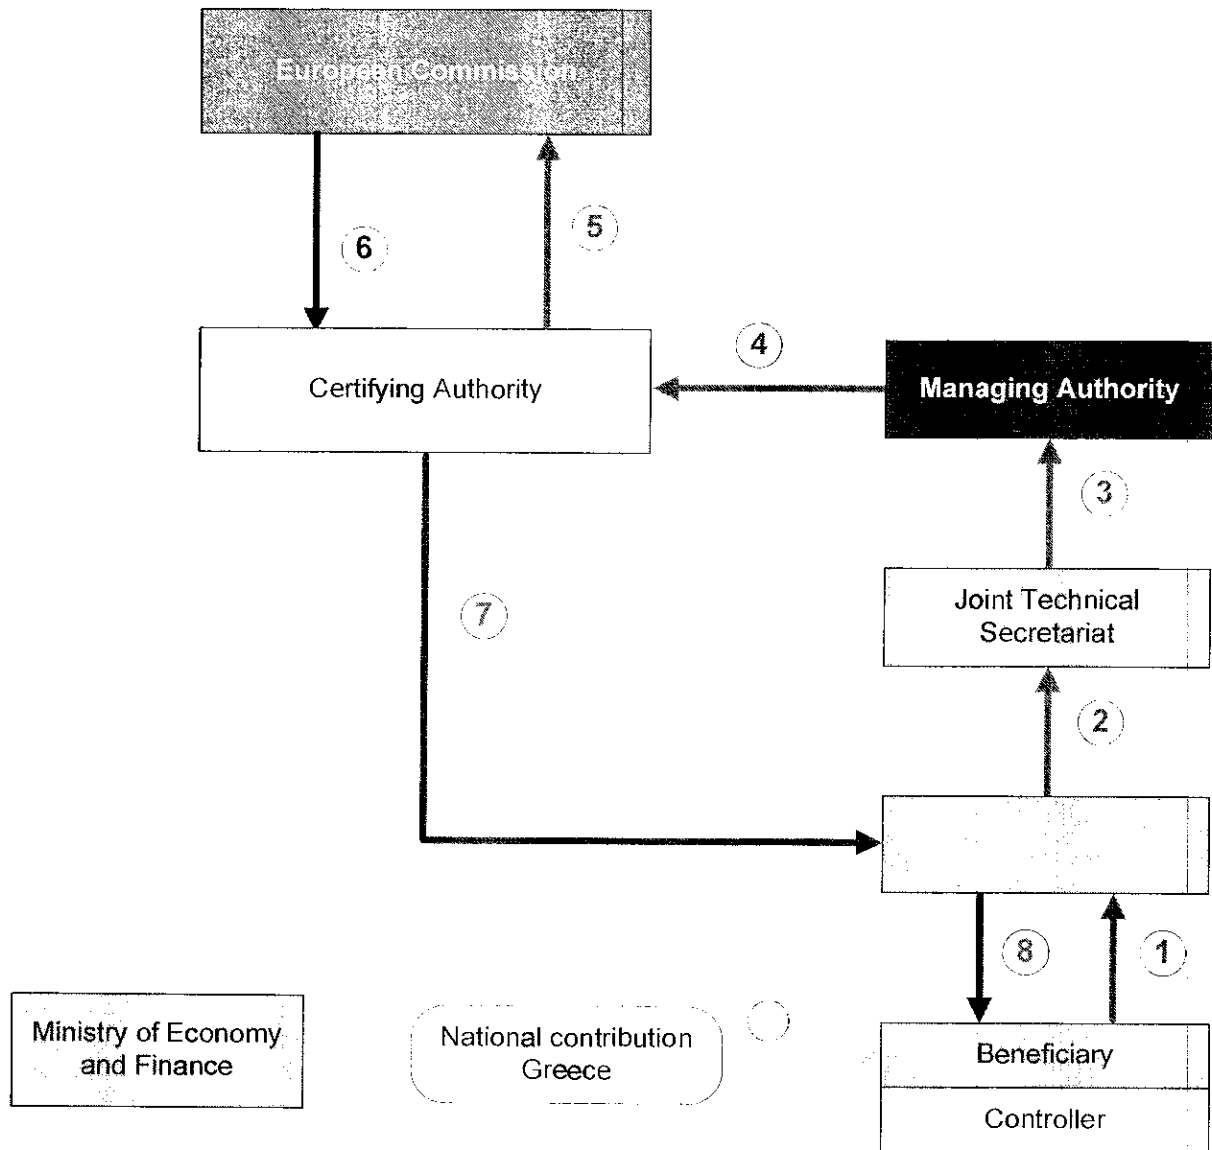 European Commission
6
5
Certifying Authority
4
Managing Authority
3
Joint Technical
Secretariat
7
2
8
1
Ministry of Economy
and Finance
National contribution
Greece
Beneficiary
Controller